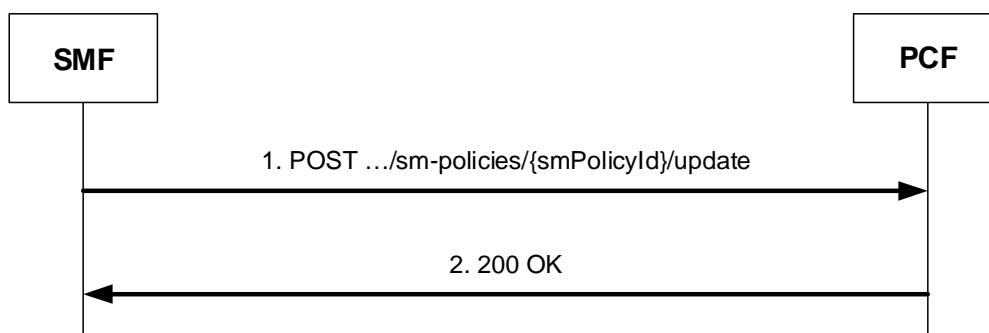 SMF
PCF
1. POST …/sm-policies/{smPolicyId}/update
2. 200 OK